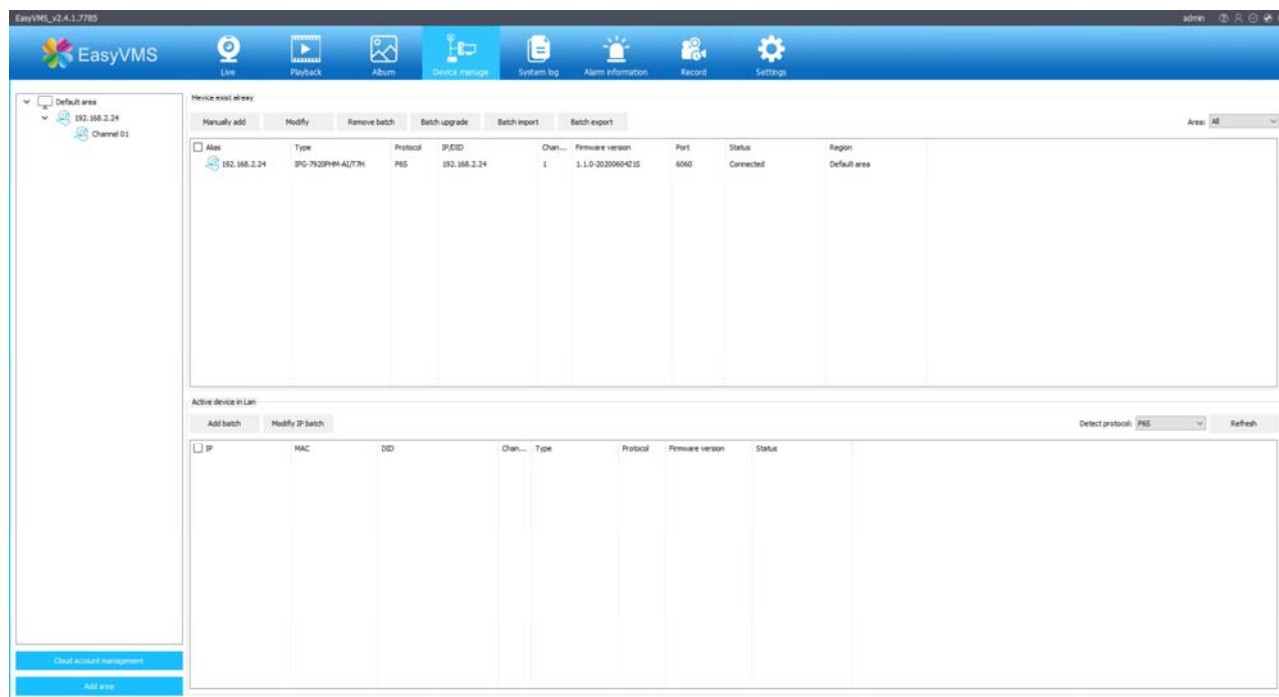 EasyVMS_v2.4.1.7785 admin
EasyVMS Live Playback Album Device manage System log Alarm information Record Settings
Default area
192.168.2.24
Channel 01
Mevice exist alreay
Manually add Modfiy Remove batch Batch upgrade Batch import Batch export Area: All
Alias Type Protocol IP/DID Chan... Firmware version Port Status Region
192.168.2.24 IPG-7920PHM-AI/T7H P6S 192.168.2.24 1 1.1.0-20200604Z1S 6060 Connected Default area
Active device in Lan
Add batch Modfiy IP batch Detect protocol: P6S Refresh
IP MAC DID Chan... Type Protocol Firmware version Status
Cloud account management
Add area